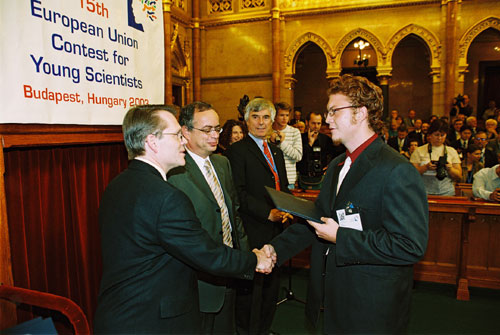 15th
European Union
Contest for
Young Scientists
Budapest, Hungary 2003